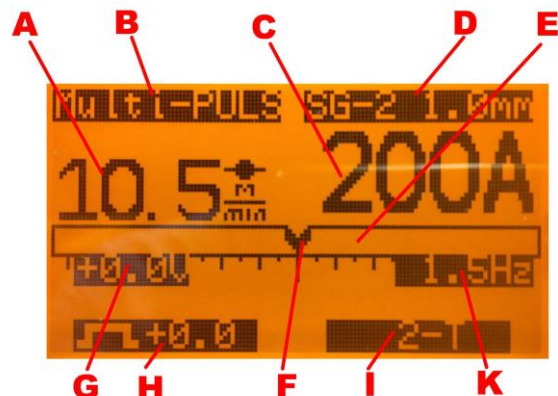 A B C D E
Multi-PULS SG-2 1.0mm
10.5 M/min 200A
+0.0V 1.5Hz
+0.0 2-T
G H F I K